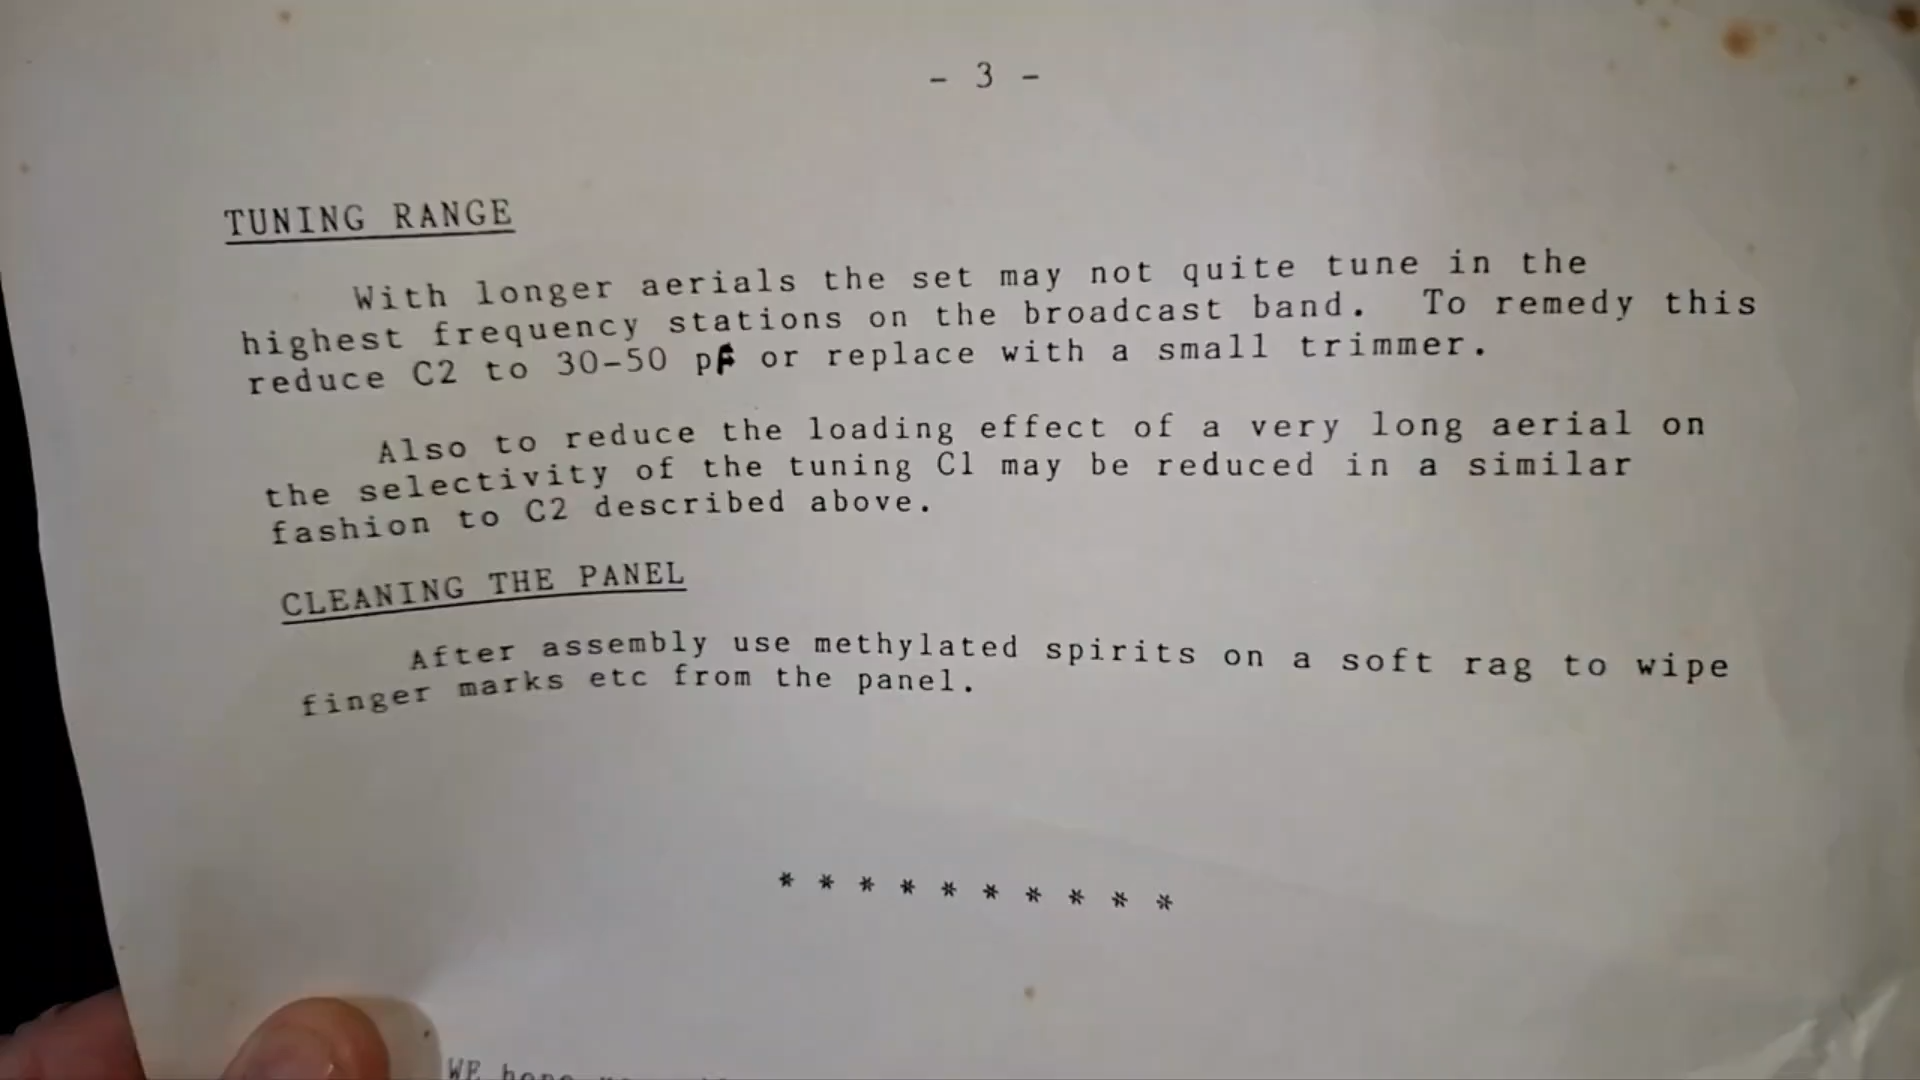 - 3 -
TUNING RANGE
With longer aerials the set may not quite tune in the
highest frequency stations on the broadcast band. To remedy this
reduce C2 to 30-50 pF or replace with a small trimmer.
Also to reduce the loading effect of a very long aerial on
the selectivity of the tuning C1 may be reduced in a similar
fashion to C2 described above.
CLEANING THE PANEL
After assembly use methylated spirits on a soft rag to wipe
finger marks etc from the panel.
* * * * * * * * * *
WE hope